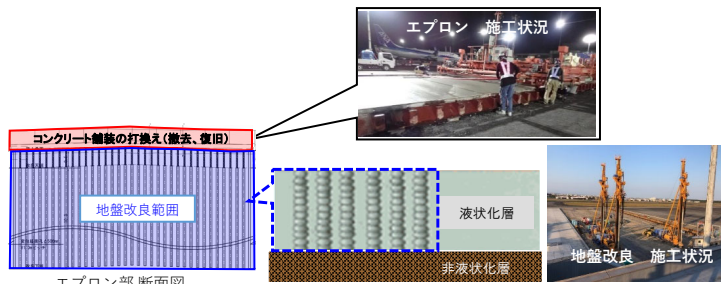 エプロン　施工状況
コンクリート舗装の打換え（撤去、復旧）
地盤改良範囲
液状化層
非液状化層
地盤改良　施工状況
エプロン部 断面図